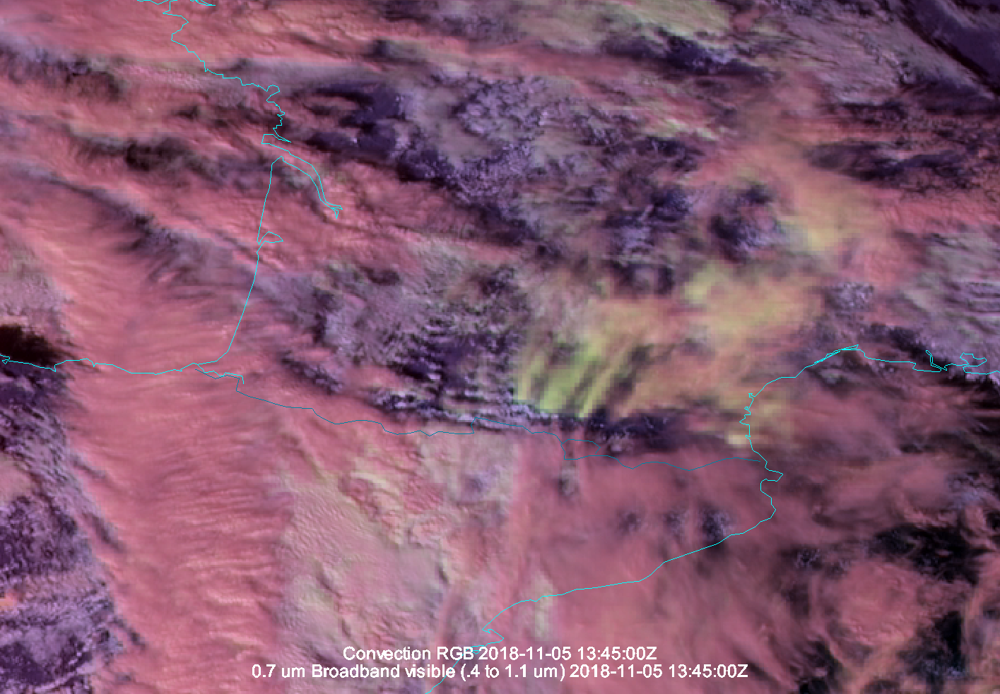 Convection RGB 2018-11-05 13:45:00Z
0.7 um Broadband visible (.4 to 1.1 um) 2018-11-05 13:45:00Z